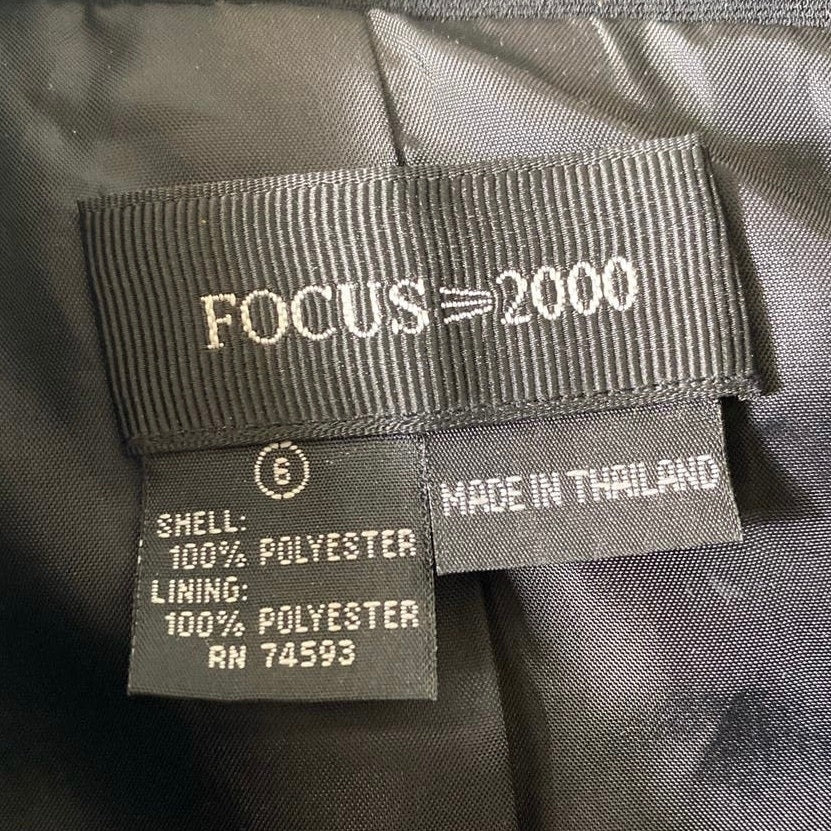 FOCUS 2000
6
SHELL:
100% POLYESTER
LINING:
100% POLYESTER
RN 74593
MADE IN THAILAND